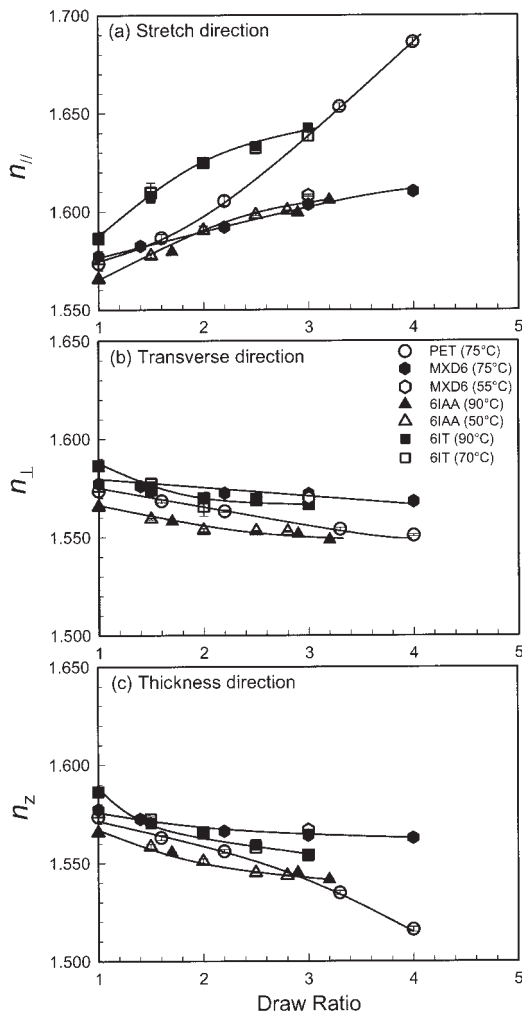 (a) Stretch direction
1.700
1.650
1.600
1.550
n//
1 2 3 4 5
(b) Transverse direction
PET (75°C)
MXD6 (75°C)
MXD6 (55°C)
6IAA (90°C)
6IAA (50°C)
6IT (90°C)
6IT (70°C)
1.650
1.600
1.550
1.500
n⊥
1 2 3 4 5
(c) Thickness direction
1.650
1.600
1.550
1.500
nz
1 2 3 4 5
Draw Ratio